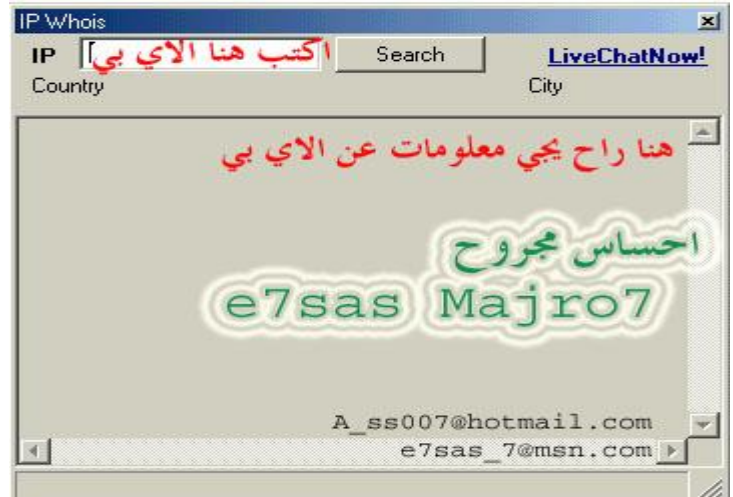 IP Whois
IP اكتب هنا الاي بي Search LiveChatNow!
Country City
هنا راح يجي معلومات عن الاي بي
احساس مجروح
e7sas Majro7
A_ss007@hotmail.com
e7sas_7@msn.com